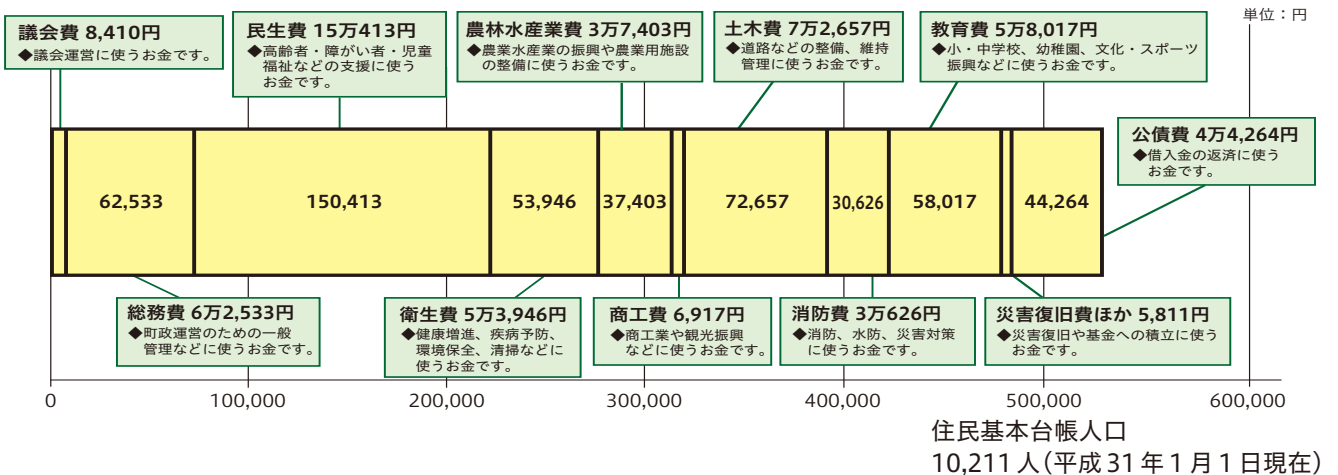 単位：円
議会費 8,410円
◆議会運営に使うお金です。
民生費 15万413円
◆高齢者・障がい者・児童
福祉などの支援に使う
お金です。
農林水産業費 3万7,403円
◆農業水産業の振興や農業用施設
の整備に使うお金です。
土木費 7万2,657円
◆道路などの整備、維持
管理に使うお金です。
教育費 5万8,017円
◆小・中学校、幼稚園、文化・スポーツ
振興などに使うお金です。
公債費 4万4,264円
◆借入金の返済に使う
お金です。
62,533
150,413
53,946
37,403
72,657
30,626
58,017
44,264
総務費 6万2,533円
◆町政運営のための一般
管理などに使うお金です。
衛生費 5万3,946円
◆健康増進、疾病予防、
環境保全、清掃などに
使うお金です。
商工費 6,917円
◆商工業や観光振興
などに使うお金です。
消防費 3万626円
◆消防、水防、災害対策
に使うお金です。
災害復旧費ほか 5,811円
◆災害復旧や基金への積立に使う
お金です。
0
100,000
200,000
300,000
400,000
500,000
600,000
住民基本台帳人口
10,211人（平成31年1月1日現在）